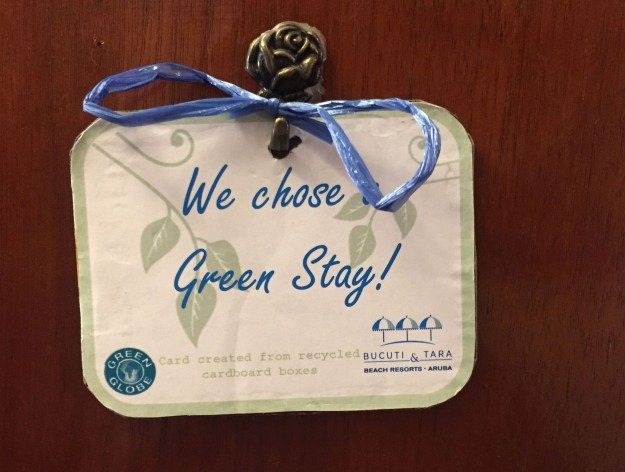 We chose
Green Stay!
GREEN GLOBE
Card created from recycled
cardboard boxes
BUCUTI & TARA
BEACH RESORTS · ARUBA